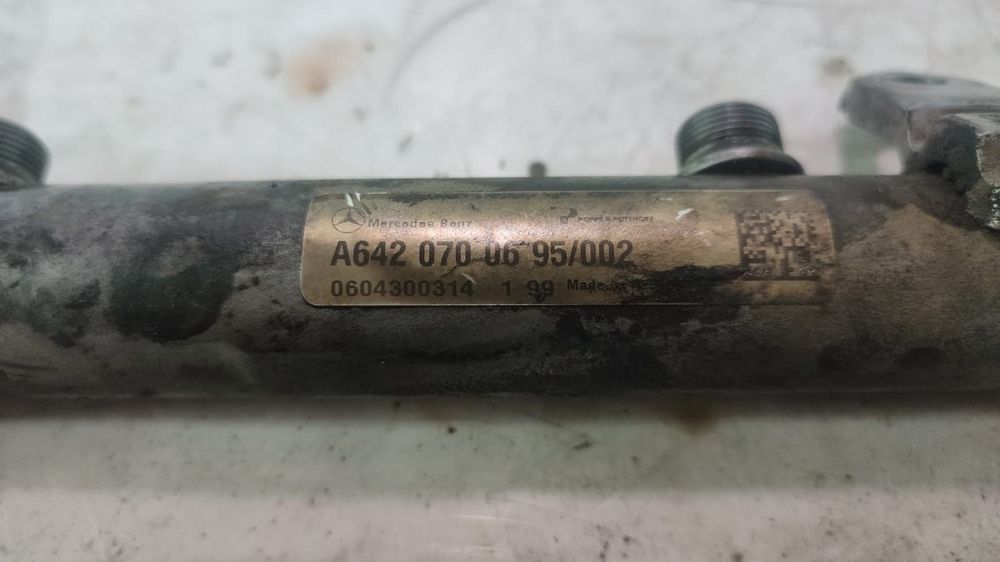 Mercedes Benz
A642 070 06 95/002
0604300314 1 99 Made